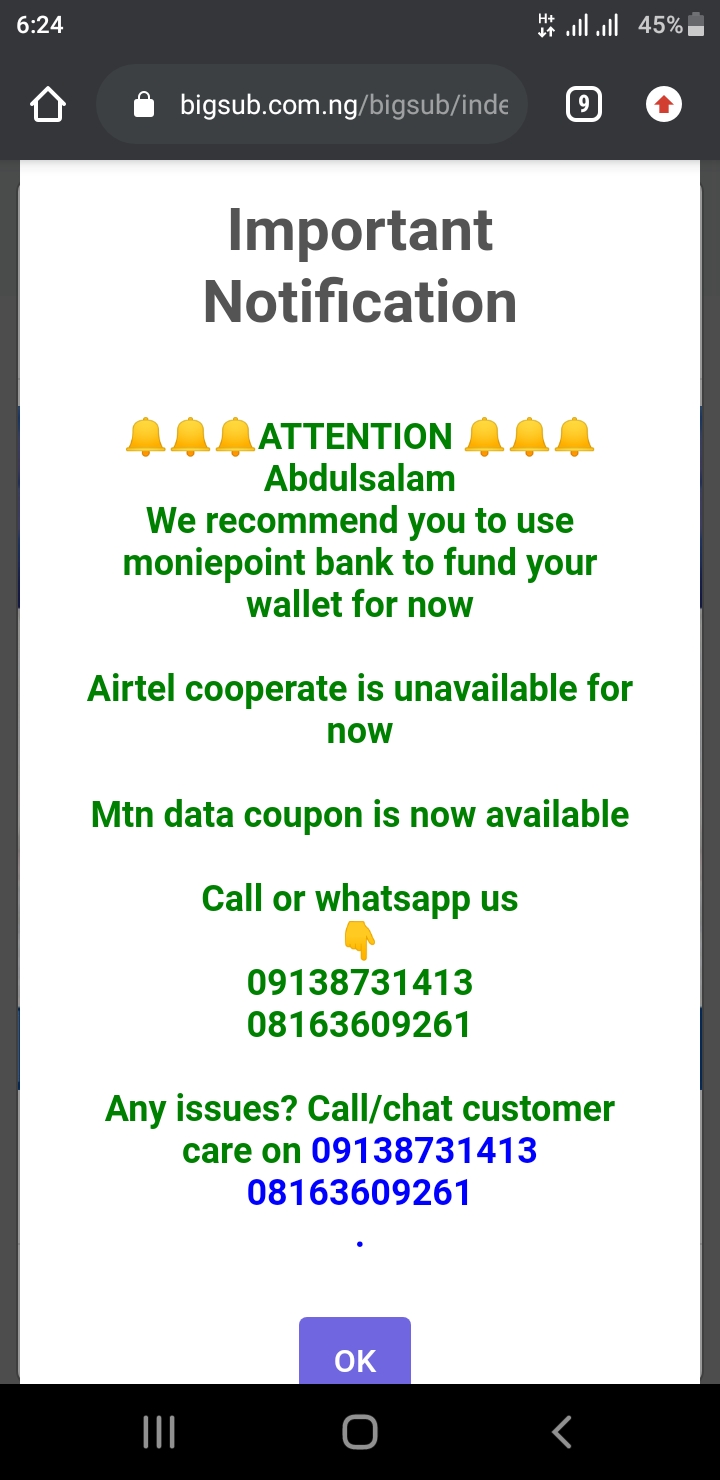 6:24
H+
45%
bigsub.com.ng/bigsub/inde
9
Important
Notification
🔔🔔🔔ATTENTION 🔔🔔🔔
Abdulsalam
We recommend you to use
moniepoint bank to fund your
wallet for now
Airtel cooperate is unavailable for
now
Mtn data coupon is now available
Call or whatsapp us
👇
09138731413
08163609261
Any issues? Call/chat customer
care on 09138731413
08163609261
.
OK